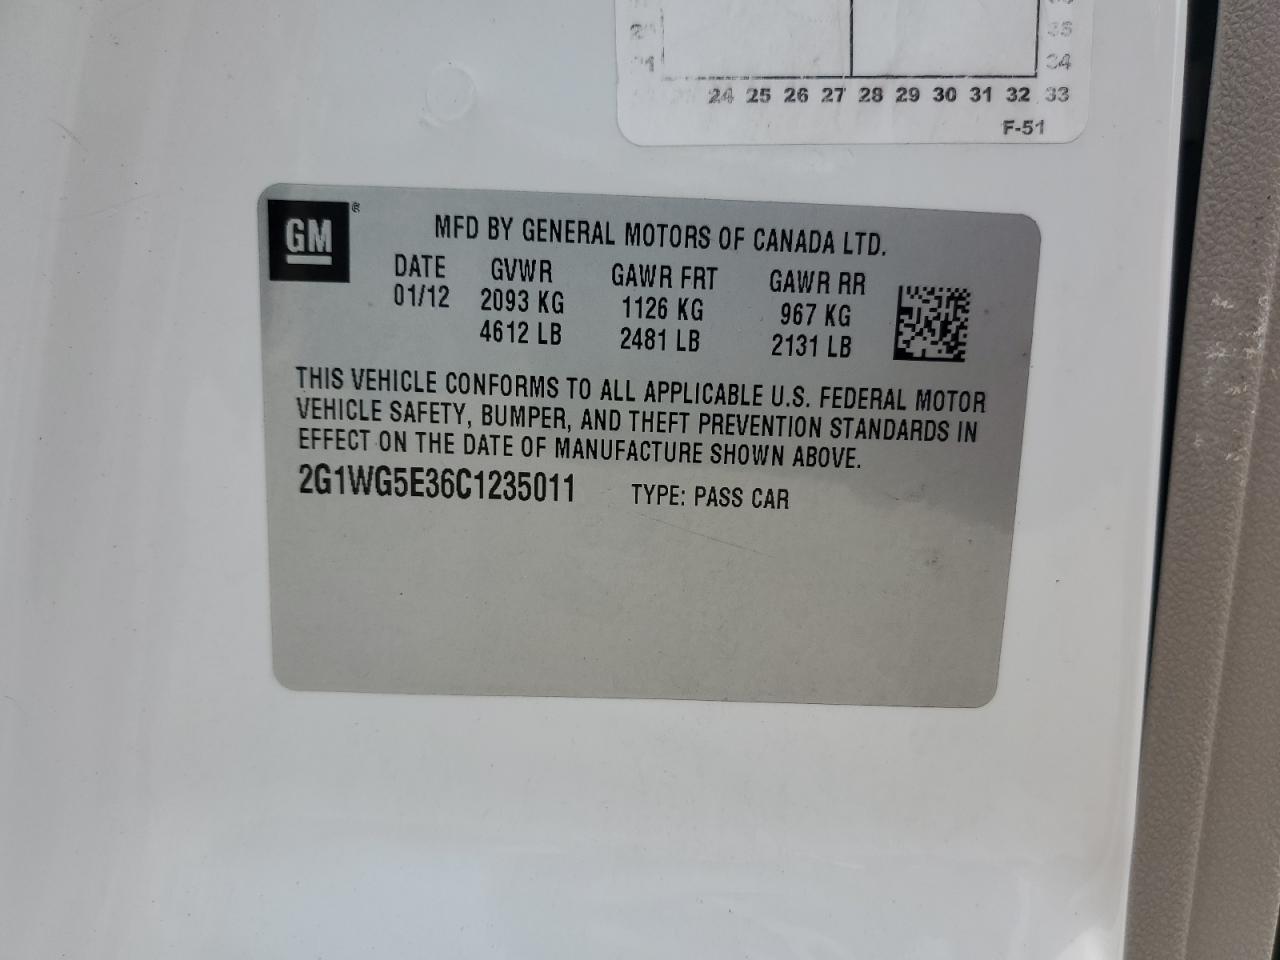 34
24 25 26 27 28 29 30 31 32 33
F-51
GM®
MFD BY GENERAL MOTORS OF CANADA LTD.
DATE GVWR GAWR FRT GAWR RR
01/12 2093 KG 1126 KG 967 KG
4612 LB 2481 LB 2131 LB
THIS VEHICLE CONFORMS TO ALL APPLICABLE U.S. FEDERAL MOTOR
VEHICLE SAFETY, BUMPER, AND THEFT PREVENTION STANDARDS IN
EFFECT ON THE DATE OF MANUFACTURE SHOWN ABOVE.
2G1WG5E36C1235011 TYPE: PASS CAR